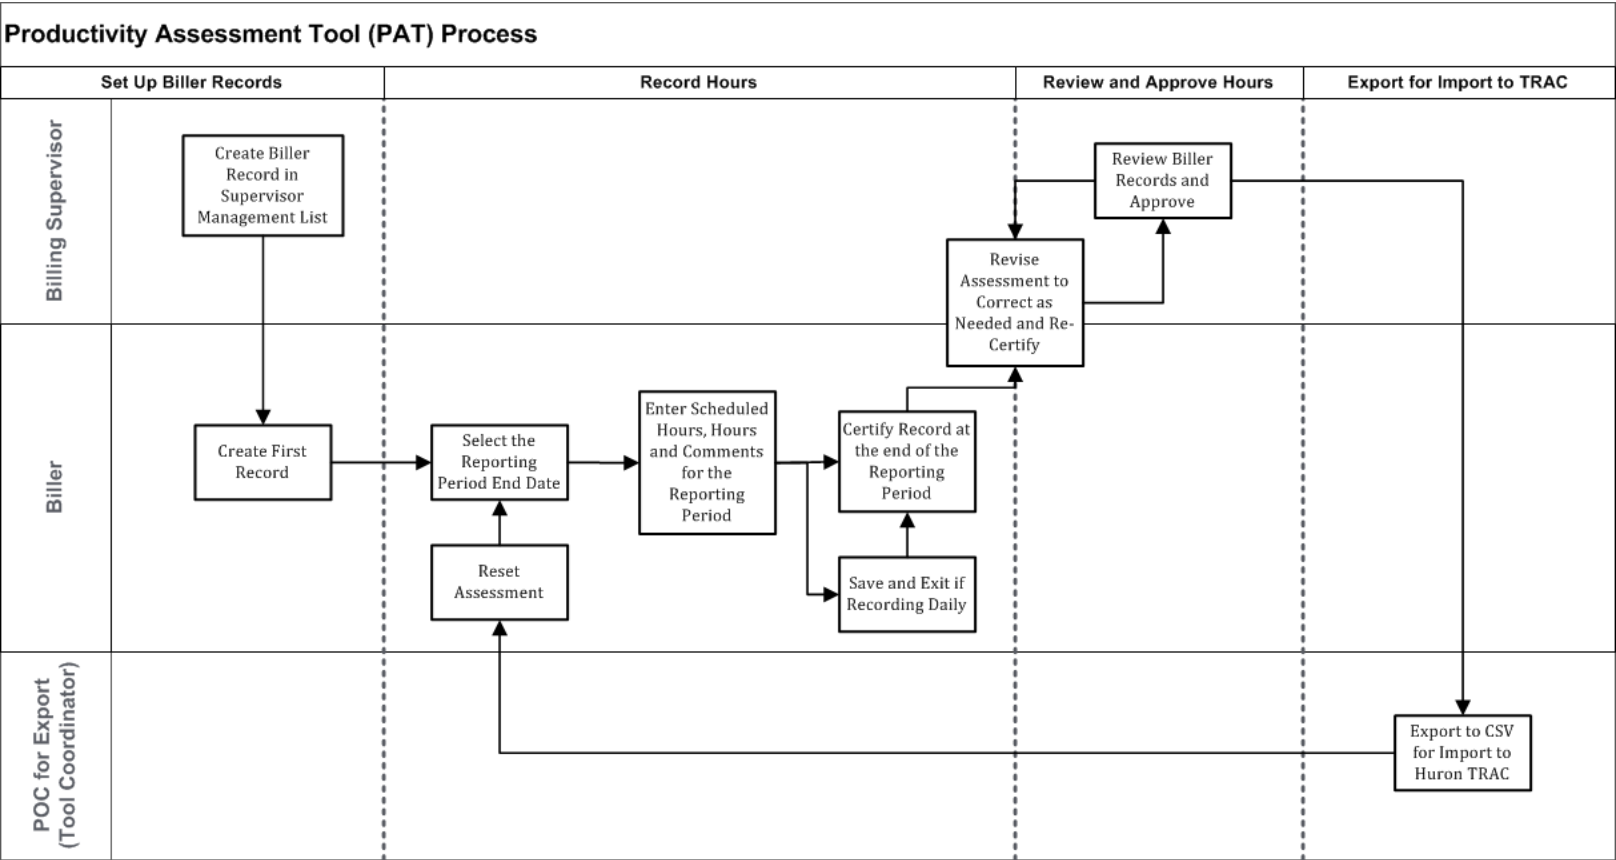 Productivity Assessment Tool (PAT) Process
Set Up Biller Records
Record Hours
Review and Approve Hours
Export for Import to TRAC
Billing Supervisor
Create Biller
Record in
Supervisor
Management List
Review Biller
Records and
Approve
Revise
Assessment to
Correct as
Needed and Re-
Certify
Biller
Create First
Record
Select the
Reporting
Period End Date
Enter Scheduled
Hours, Hours
and Comments
for the
Reporting
Period
Certify Record at
the end of the
Reporting
Period
Reset
Assessment
Save and Exit if
Recording Daily
POC for Export
(Tool Coordinator)
Export to CSV
for Import to
Huron TRAC